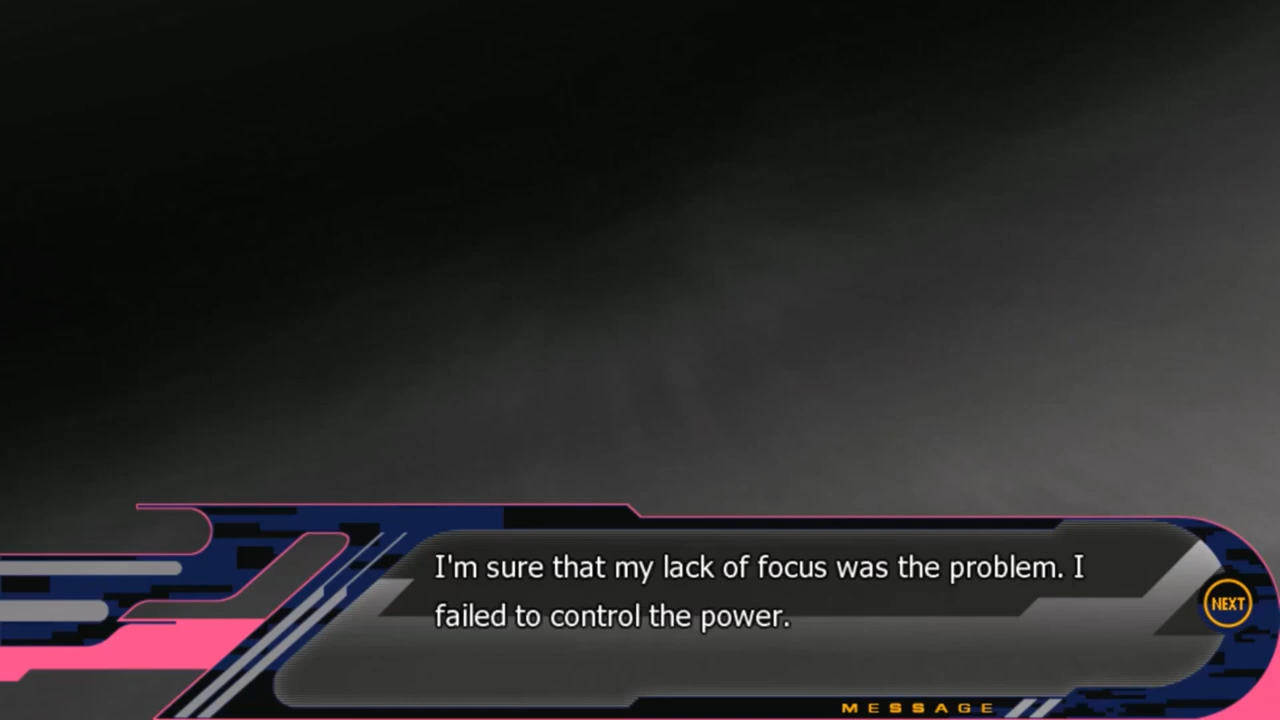 I'm sure that my lack of focus was the problem. I
failed to control the power.
NEXT
MESSAGE